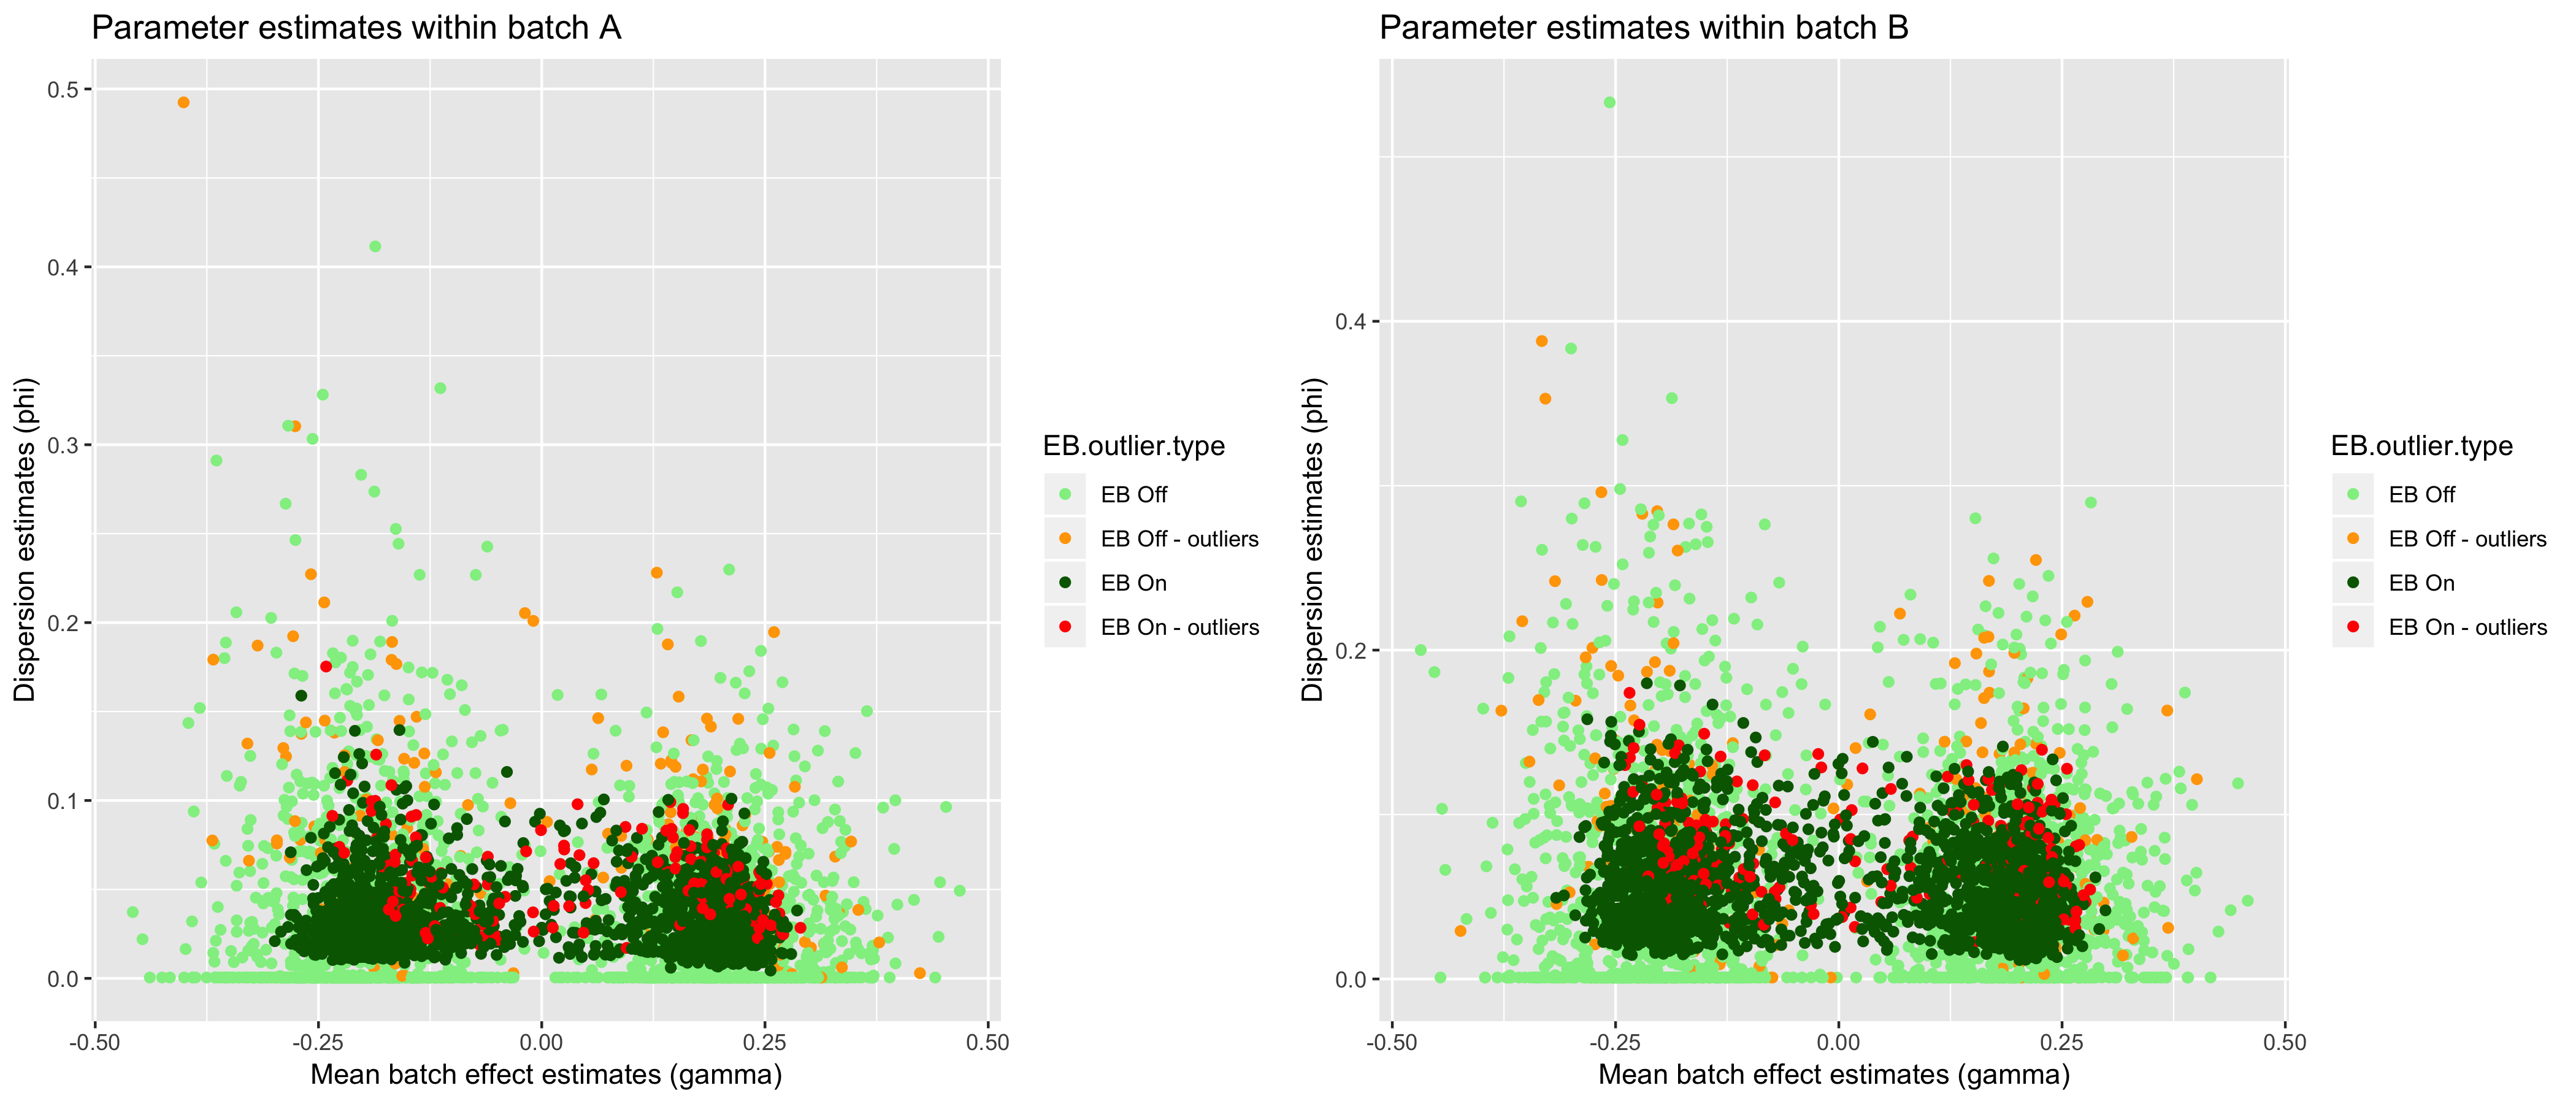 Parameter estimates within batch A
Dispersion estimates (phi)
0.5
0.4
0.3
0.2
0.1
0.0
-0.50
-0.25
0.00
0.25
0.50
Mean batch effect estimates (gamma)
EB.outlier.type
EB Off
EB Off - outliers
EB On
EB On - outliers
Parameter estimates within batch B
Dispersion estimates (phi)
0.4
0.2
0.0
-0.50
-0.25
0.00
0.25
0.50
Mean batch effect estimates (gamma)
EB.outlier.type
EB Off
EB Off - outliers
EB On
EB On - outliers